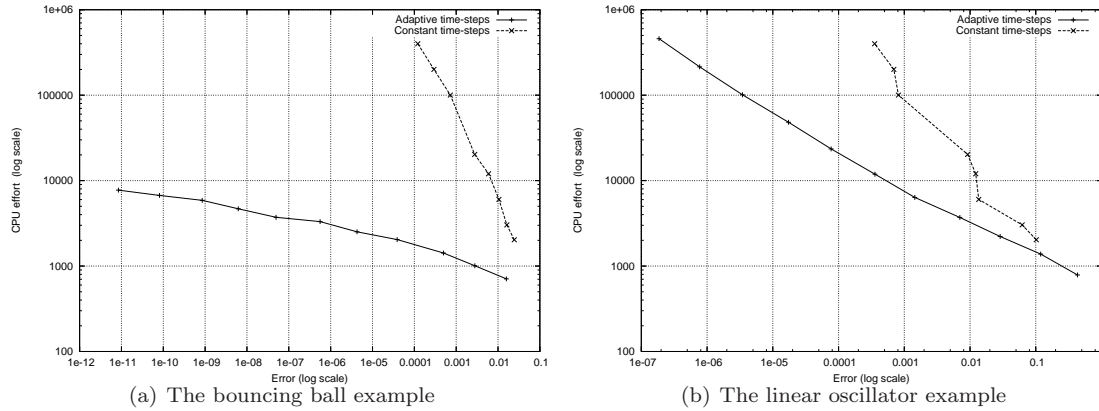 1e+06
Adaptive time-steps
Constant time-steps
100000
10000
1000
100
CPU effort (log scale)
1e-12 1e-11 1e-10 1e-09 1e-08 1e-07 1e-06 1e-05 0.0001 0.001 0.01 0.1
Error (log scale)
(a) The bouncing ball example
1e+06
Adaptive time-steps
Constant time-steps
100000
10000
1000
100
CPU effort (log scale)
1e-07 1e-06 1e-05 0.0001 0.001 0.01 0.1
Error (log scale)
(b) The linear oscillator example